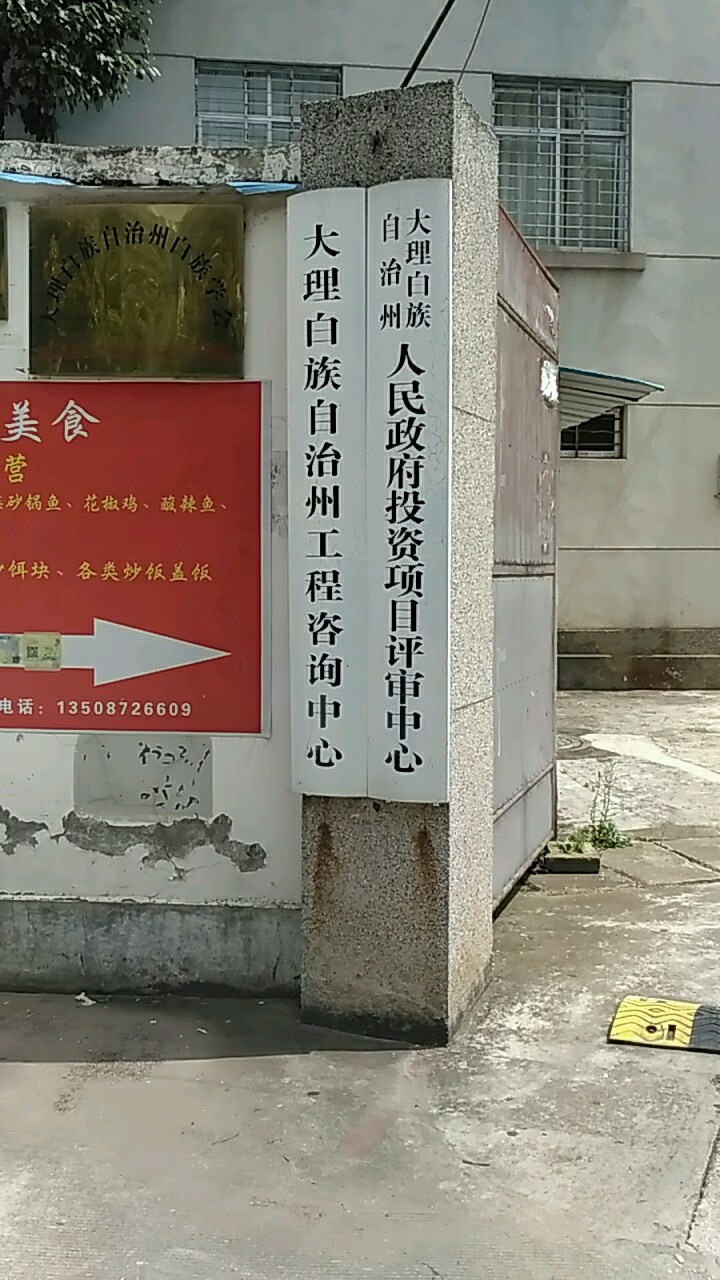 大理白族自治州白族学会
美食
营
砂锅鱼、花椒鸡、酸辣鱼、
饵块、各类炒饭盖饭
电话：13508726609
大理白族自治州工程咨询中心
大理白族
自治州
人民政府投资项目评审中心